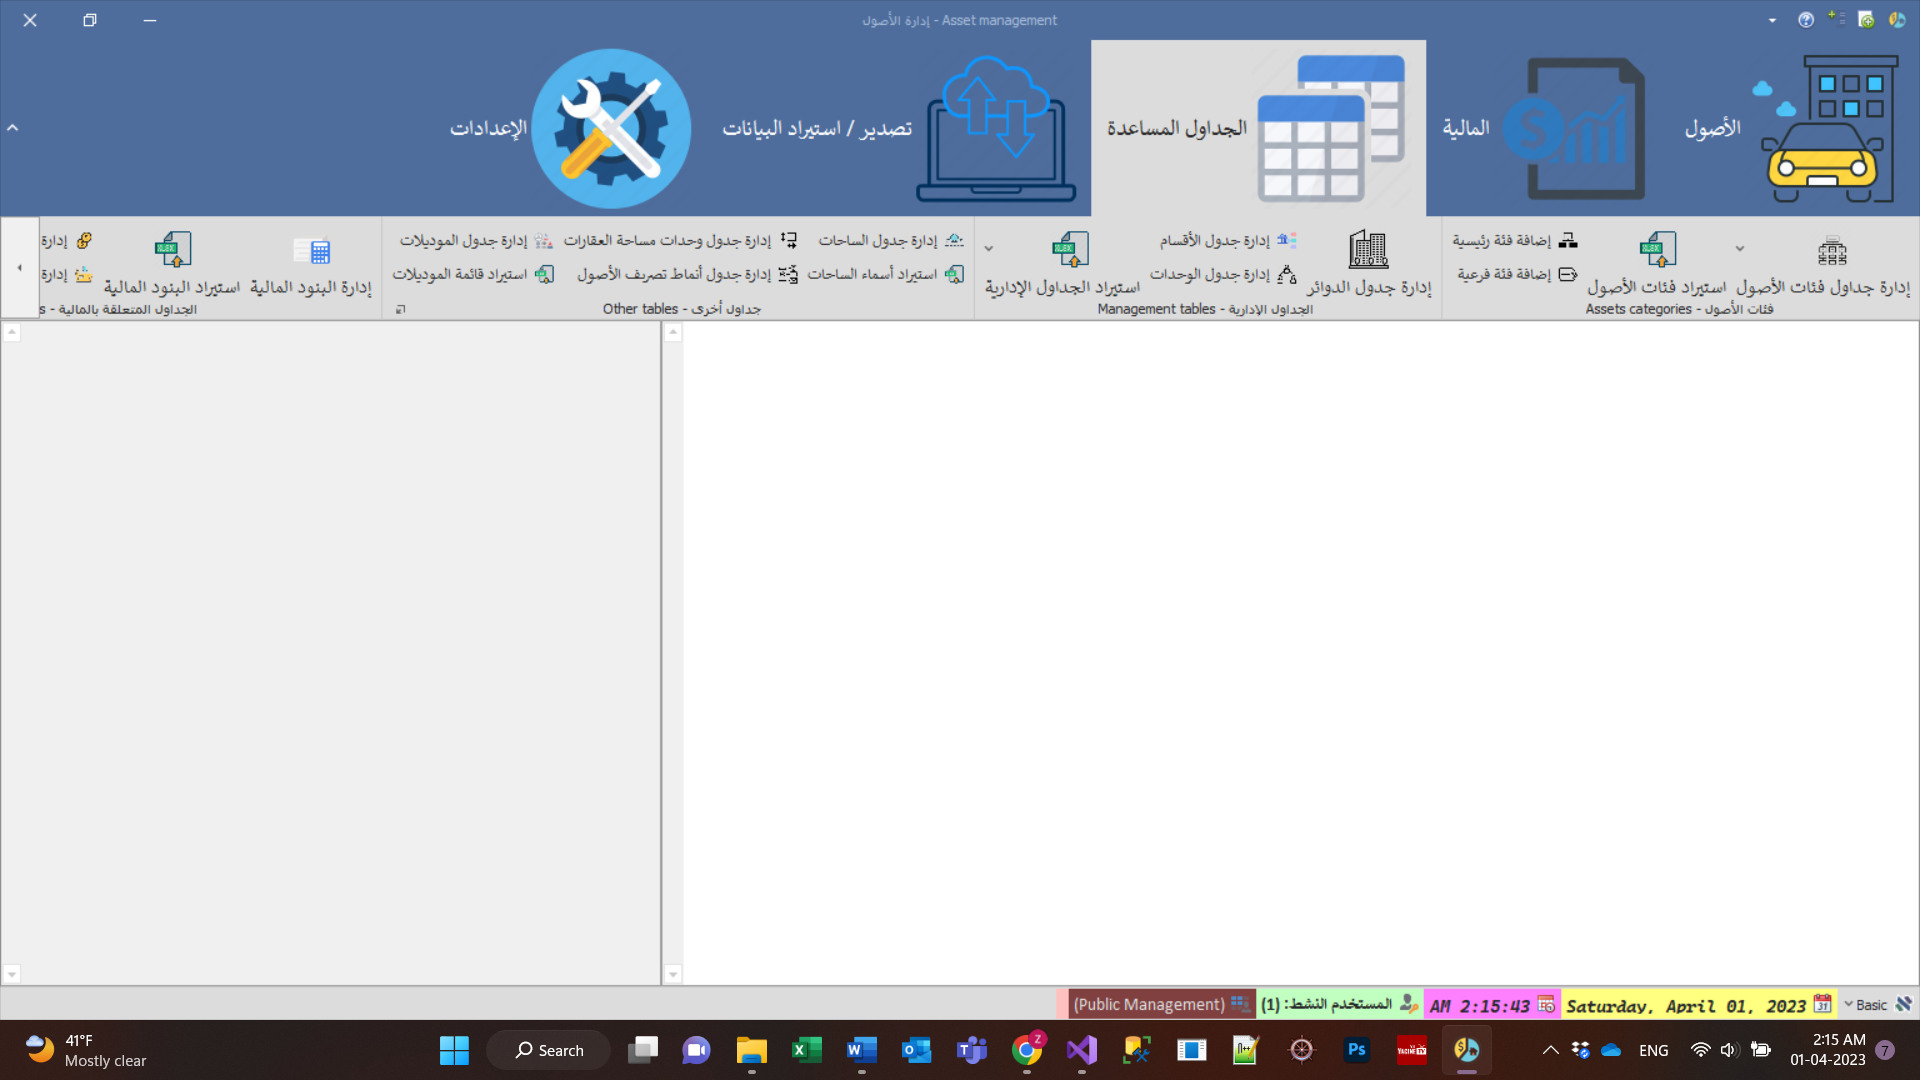 إدارة الأصول - Asset management
الأصول
المالية
الجداول المساعدة
تصدير / استيراد البيانات
الإعدادات
إدارة جداول فئات الأصول
استيراد فئات الأصول
إضافة فئة رئيسية
إضافة فئة فرعية
فئات الأصول - Assets categories
إدارة جدول الدوائر
إدارة جدول الأقسام
إدارة جدول الوحدات
استيراد الجداول الإدارية
الجداول الإدارية - Management tables
إدارة جدول الساحات
استيراد أسماء الساحات
إدارة جدول وحدات مساحة العقارات
إدارة جدول أنماط تصريف الأصول
إدارة جدول الموديلات
استيراد قائمة الموديلات
جداول أخرى - Other tables
إدارة البنود المالية
استيراد البنود المالية
إدارة
إدارة
الجداول المتعلقة بالمالية - s
Basic
Saturday, April 01, 2023
AM 2:15:43
المستخدم النشط: (1)
(Public Management)
41°F
Mostly clear
Search
ENG
2:15 AM
01-04-2023
7